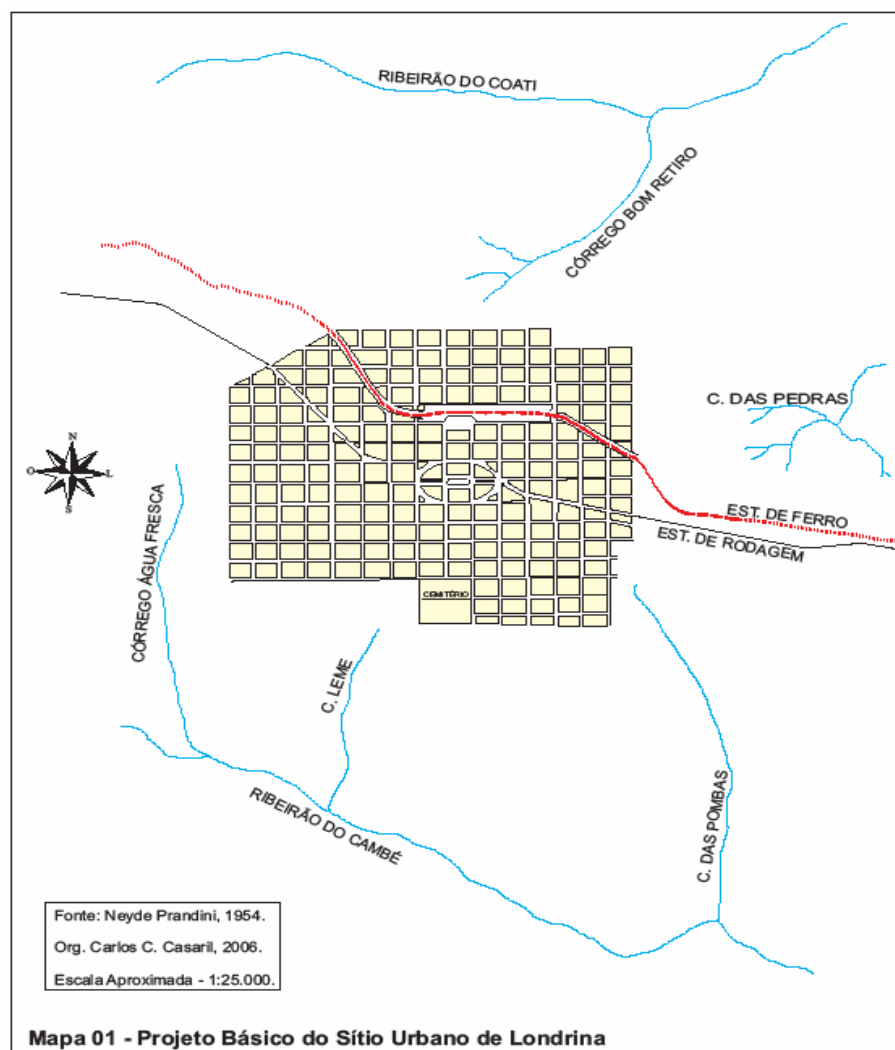 RIBEIRÃO DO COATI
CÓRREGO BOM RETIRO
C. DAS PEDRAS
N
O
L
S
EST. DE FERRO
EST. DE RODAGEM
CÓRREGO ÁGUA FRESCA
CEMITÉRIO
C. LEME
RIBEIRÃO DO CAMBÉ
C. DAS POMBAS
Fonte: Neyde Prandini, 1954.
Org. Carlos C. Casaril, 2006.
Escala Aproximada - 1:25.000.
Mapa 01 - Projeto Básico do Sítio Urbano de Londrina